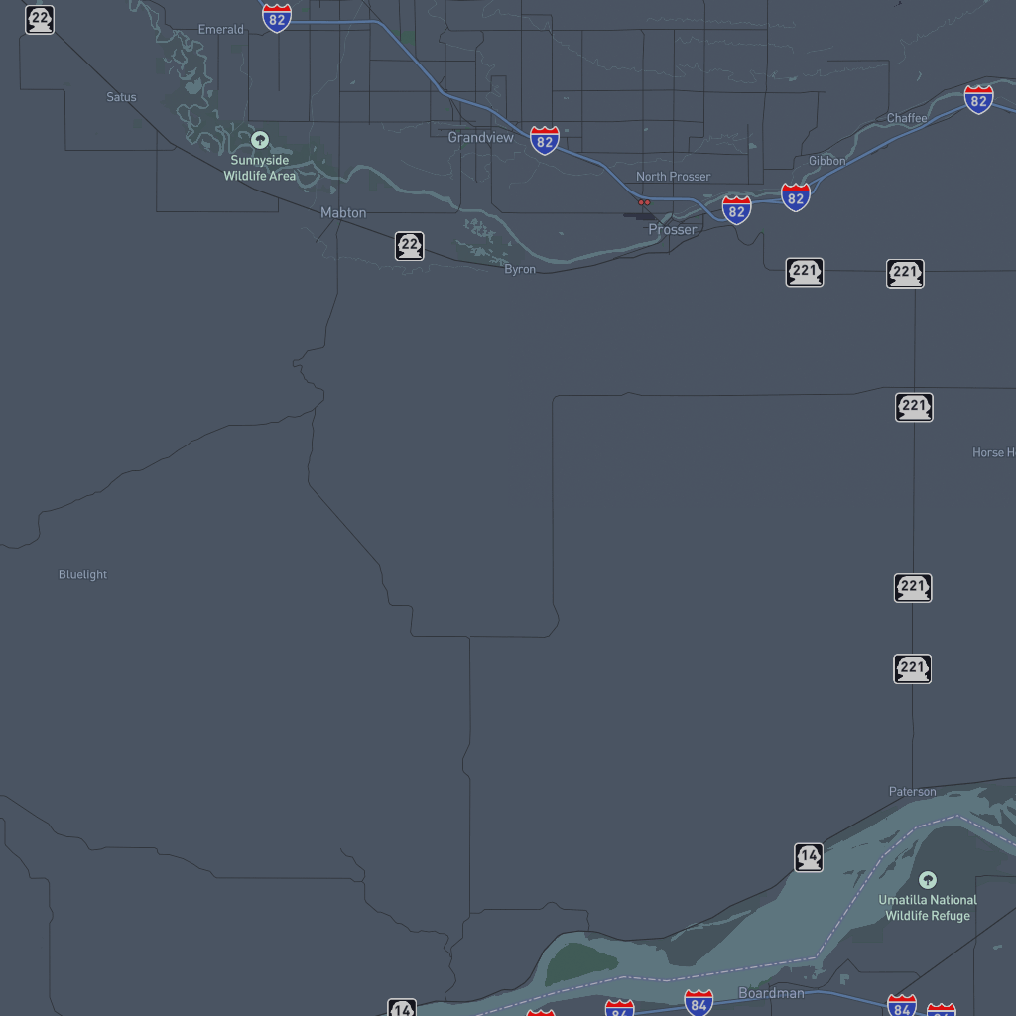 22
82
Emerald
Satus
82
Chaffee
Grandview
82
Sunnyside
Wildlife Area
Gibbon
North Prosser
82
82
Mabton
Prosser
22
Byron
221
221
221
Bluelight
221
221
Paterson
14
Umatilla National
Wildlife Refuge
Boardman
84
84
84
14